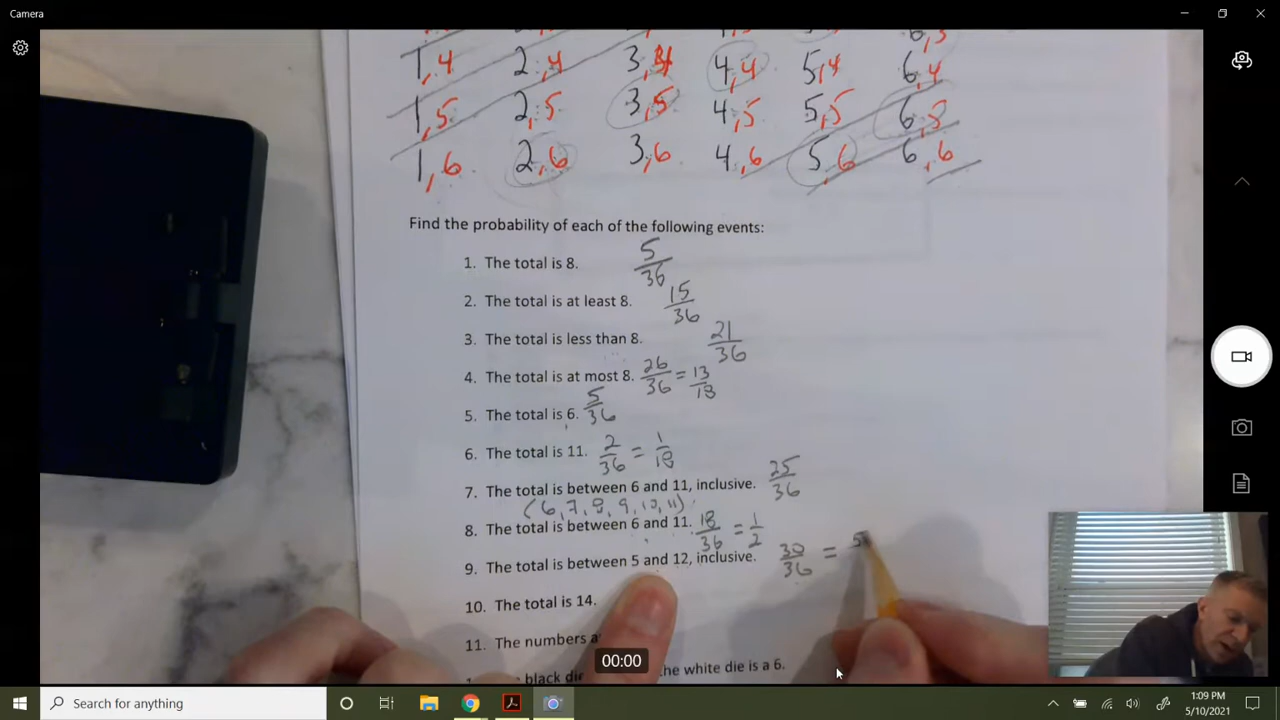 Camera
1,4 2,4 3,4 4,4 5,4 6,4
1,5 2,5 3,5 4,5 5,5 6,5
1,6 2,6 3,6 4,6 5,6 6,6
Find the probability of each of the following events:
1. The total is 8. 5/36
2. The total is at least 8. 15/36
3. The total is less than 8. 21/36
4. The total is at most 8. 26/36 = 13/18
5. The total is 6. 5/36
6. The total is 11. 2/36 = 1/18
7. The total is between 6 and 11, inclusive. 25/36
(6, 7, 8, 9, 10, 11)
8. The total is between 6 and 11. 18/36 = 1/2
9. The total is between 5 and 12, inclusive. 30/36 = 5
10. The total is 14.
11. The numbers a
00:00
black die the white die is a 6.
Search for anything
1:09 PM
5/10/2021